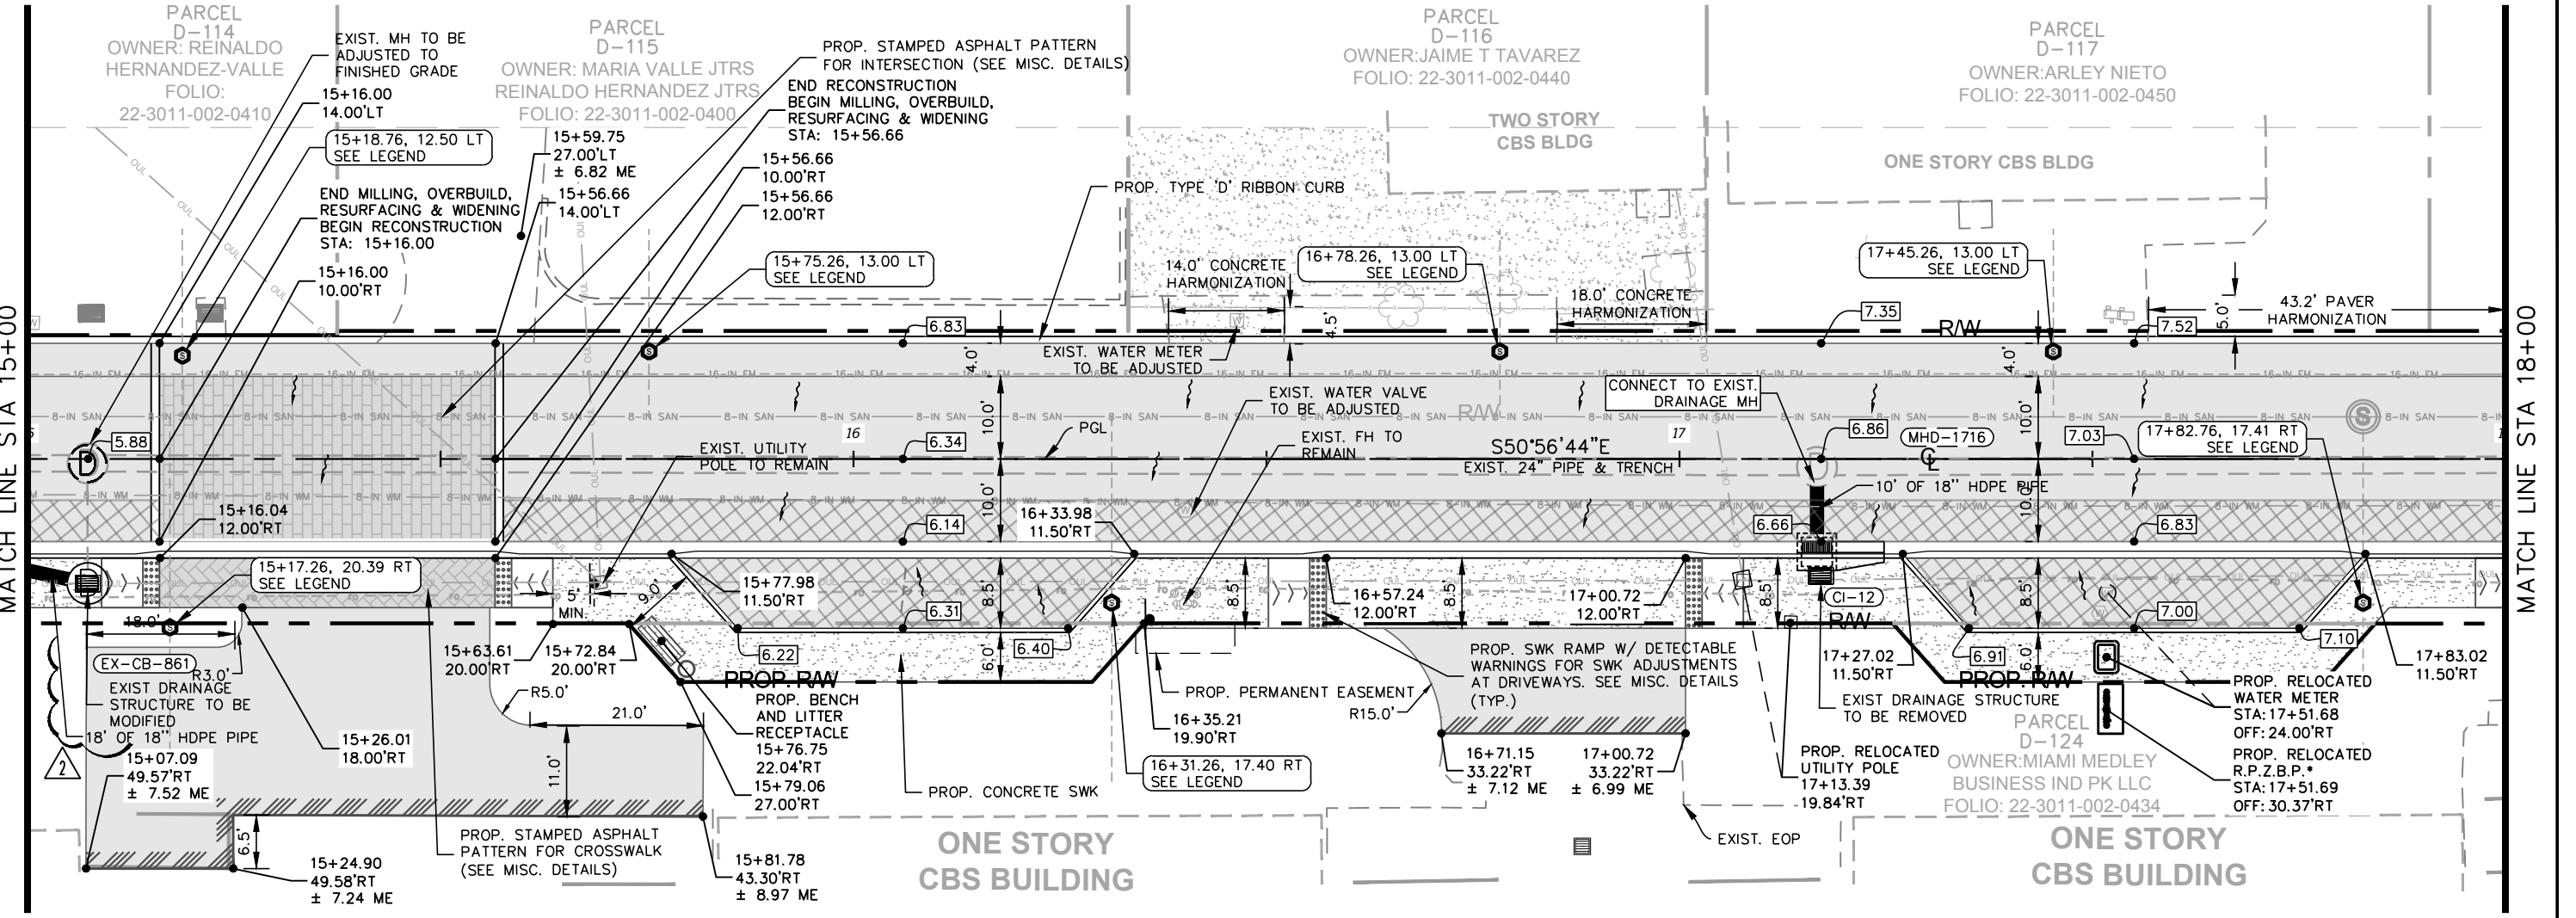 PARCEL
D-114
OWNER: REINALDO
HERNANDEZ-VALLE
FOLIO:
22-3011-002-0410
EXIST. MH TO BE
ADJUSTED TO
FINISHED GRADE
15+16.00
14.00'LT
15+18.76, 12.50 LT
SEE LEGEND
END MILLING, OVERBUILD,
RESURFACING & WIDENING
BEGIN RECONSTRUCTION
STA: 15+16.00
15+16.00
10.00'RT
PARCEL
D-115
OWNER: MARIA VALLE JTRS
REINALDO HERNANDEZ JTRS
FOLIO: 22-3011-002-0400
15+59.75
27.00'LT
± 6.82 ME
15+56.66
14.00'LT
PROP. STAMPED ASPHALT PATTERN
FOR INTERSECTION (SEE MISC. DETAILS)
END RECONSTRUCTION
BEGIN MILLING, OVERBUILD,
RESURFACING & WIDENING
STA: 15+56.66
15+56.66
10.00'RT
15+56.66
12.00'RT
15+75.26, 13.00 LT
SEE LEGEND
PROP. TYPE 'D' RIBBON CURB
PARCEL
D-116
OWNER:JAIME T TAVAREZ
FOLIO: 22-3011-002-0440
TWO STORY
CBS BLDG
14.0' CONCRETE
HARMONIZATION
16+78.26, 13.00 LT
SEE LEGEND
18.0' CONCRETE
HARMONIZATION
4.5'
PARCEL
D-117
OWNER:ARLEY NIETO
FOLIO: 22-3011-002-0450
ONE STORY CBS BLDG
17+45.26, 13.00 LT
SEE LEGEND
43.2' PAVER
HARMONIZATION
5.0'
7.35
R/W
7.52
6.83
4.0'
4.0'
EXIST. WATER METER
TO BE ADJUSTED
MATCH LINE STA 15+00
MATCH LINE STA 18+00
16-IN FM
8-IN SAN
8-IN WM
OUL
5.88
D
16
6.34
10.0'
PGL
EXIST. UTILITY
POLE TO REMAIN
EXIST. WATER VALVE
TO BE ADJUSTED
EXIST. FH TO
REMAIN
R/W
S50°56'44"E
EXIST. 24" PIPE & TRENCH
17
CONNECT TO EXIST.
DRAINAGE MH
6.86
MHD-1716
7.03
10.0'
17+82.76, 17.41 RT
SEE LEGEND
S
15+16.04
12.00'RT
6.14
10.0'
16+33.98
11.50'RT
10' OF 18" HDPE PIPE
6.66
10.0'
6.83
15+17.26, 20.39 RT
SEE LEGEND
5'
MIN.
9.0'
15+77.98
11.50'RT
6.31
8.5'
8.5'
16+57.24
12.00'RT
8.5'
17+00.72
12.00'RT
8.5'
CI-12
R/W
8.5'
7.00
18.0'
EX-CB-861
R3.0'
EXIST DRAINAGE
STRUCTURE TO BE
MODIFIED
18' OF 18" HDPE PIPE
2
15+07.09
49.57'RT
± 7.52 ME
15+26.01
18.00'RT
15+63.61
20.00'RT
15+72.84
20.00'RT
R5.0'
21.0'
11.0'
6.5'
6.22
6.40
6.0'
PROP. R/W
PROP. BENCH
AND LITTER
RECEPTACLE
15+76.75
22.04'RT
15+79.06
27.00'RT
PROP. CONCRETE SWK
PROP. PERMANENT EASEMENT
16+35.21
19.90'RT
16+31.26, 17.40 RT
SEE LEGEND
PROP. SWK RAMP W/ DETECTABLE
WARNINGS FOR SWK ADJUSTMENTS
AT DRIVEWAYS. SEE MISC. DETAILS
(TYP.)
R15.0'
16+71.15
33.22'RT
± 7.12 ME
17+00.72
33.22'RT
± 6.99 ME
17+27.02
11.50'RT
EXIST DRAINAGE STRUCTURE
TO BE REMOVED
PROP. RELOCATED
UTILITY POLE
17+13.39
19.84'RT
6.91
6.0'
7.10
PROP. R/W
17+83.02
11.50'RT
PROP. RELOCATED
WATER METER
STA:17+51.68
OFF: 24.00'RT
PROP. RELOCATED
R.P.Z.B.P.*
STA:17+51.69
OFF: 30.37'RT
PARCEL
D-124
OWNER:MIAMI MEDLEY
BUSINESS IND PK LLC
FOLIO: 22-3011-002-0434
EXIST. EOP
15+24.90
49.58'RT
± 7.24 ME
PROP. STAMPED ASPHALT
PATTERN FOR CROSSWALK
(SEE MISC. DETAILS)
15+81.78
43.30'RT
± 8.97 ME
ONE STORY
CBS BUILDING
ONE STORY
CBS BUILDING